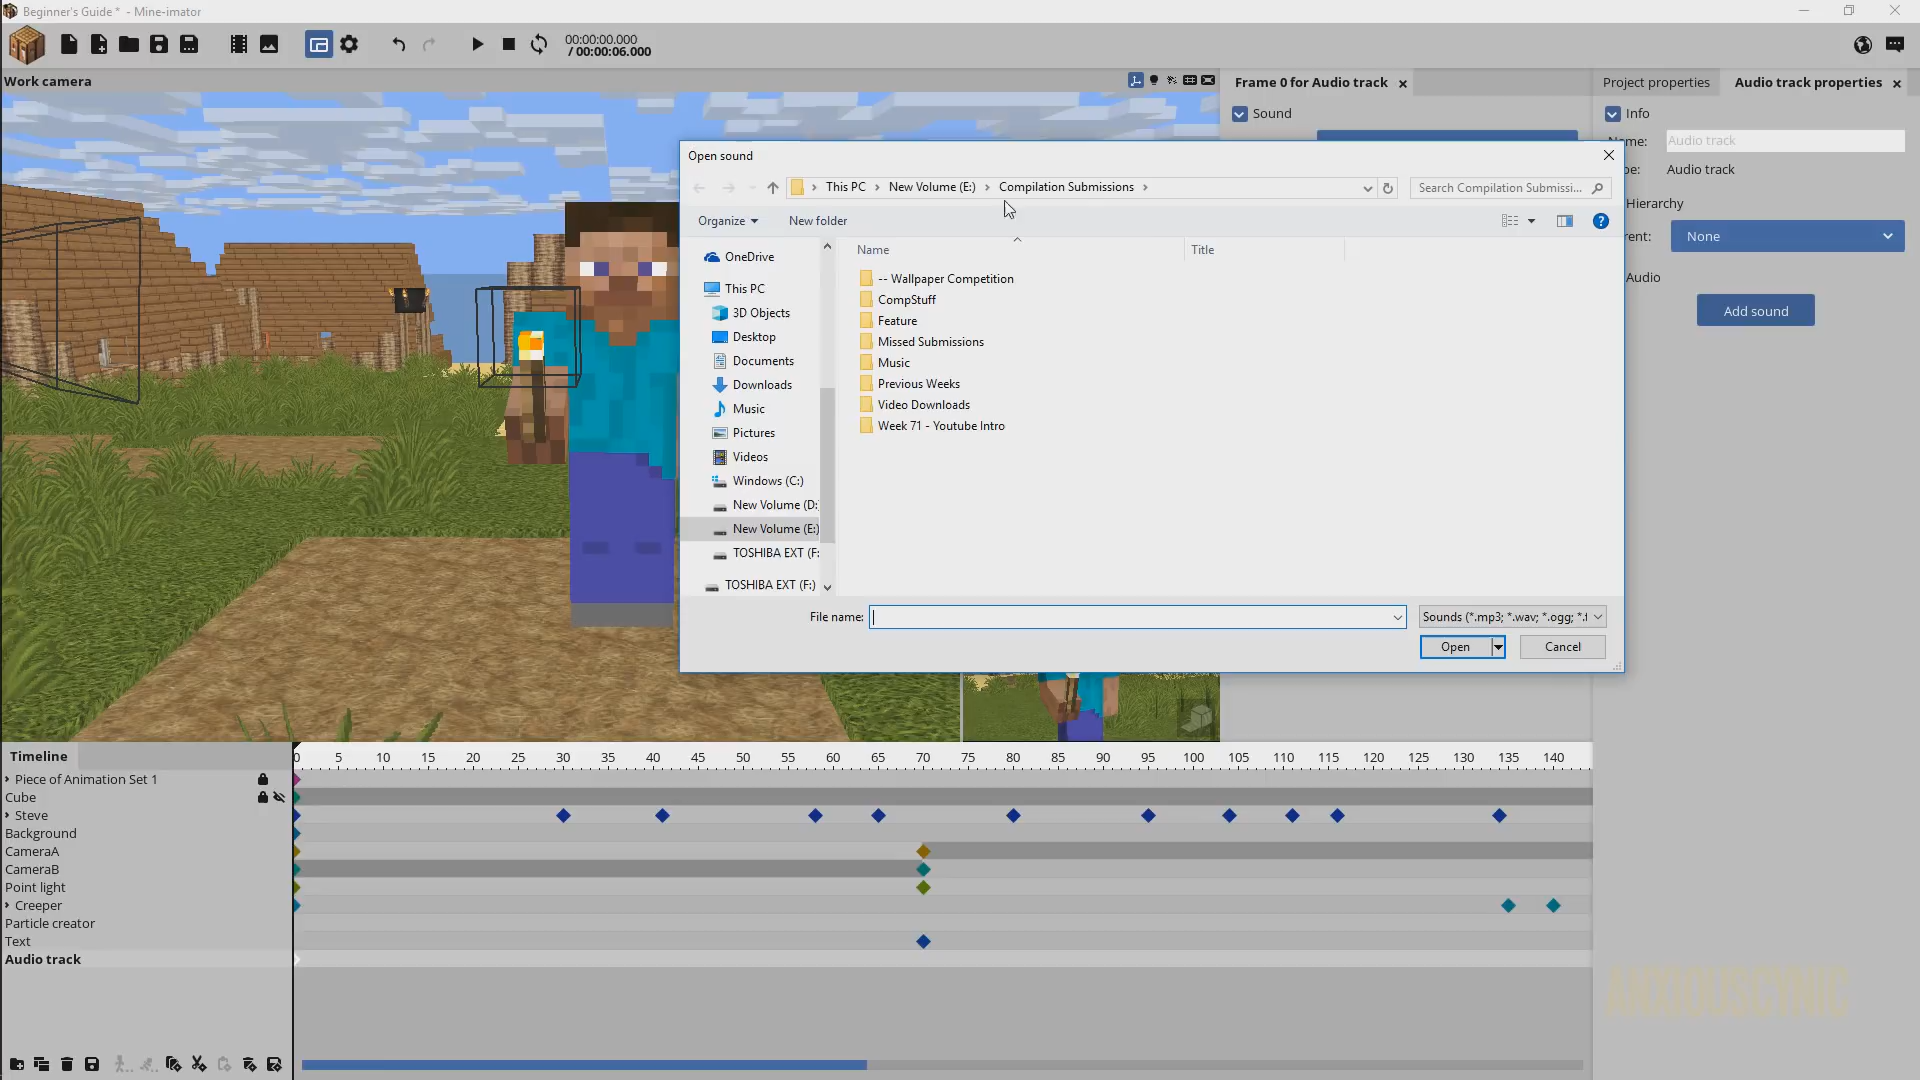 Beginner's Guide * - Mine-imator
00:00:00.000
/ 00:00:06.000
Work camera
Frame 0 for Audio track
Project properties
Audio track properties
Sound
Info
me:
Audio track
pe:
Audio track
Hierarchy
rent:
None
Audio
Add sound
Open sound
This PC
New Volume (E:)
Compilation Submissions
Search Compilation Submissi...
Organize
New folder
Name
Title
OneDrive
This PC
3D Objects
Desktop
Documents
Downloads
Music
Pictures
Videos
Windows (C:)
New Volume (D:
New Volume (E:)
TOSHIBA EXT (F:
TOSHIBA EXT (F:)
-- Wallpaper Competition
CompStuff
Feature
Missed Submissions
Music
Previous Weeks
Video Downloads
Week 71 - Youtube Intro
File name:
Sounds (*.mp3; *.wav; *.ogg; *.f
Open
Cancel
Timeline
0 5 10 15 20 25 30 35 40 45 50 55 60 65 70 75 80 85 90 95 100 105 110 115 120 125 130 135 140
Piece of Animation Set 1
Cube
Steve
Background
CameraA
CameraB
Point light
Creeper
Particle creator
Text
Audio track
ANXIOUSCYNIC